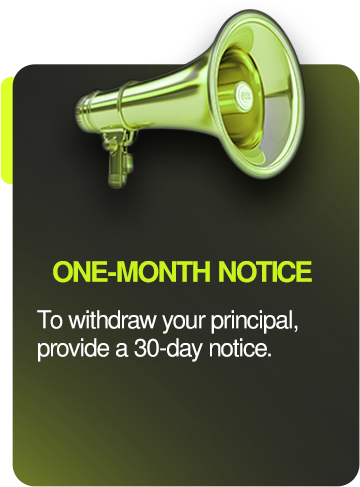 ONE-MONTH NOTICE
To withdraw your principal,
provide a 30-day notice.